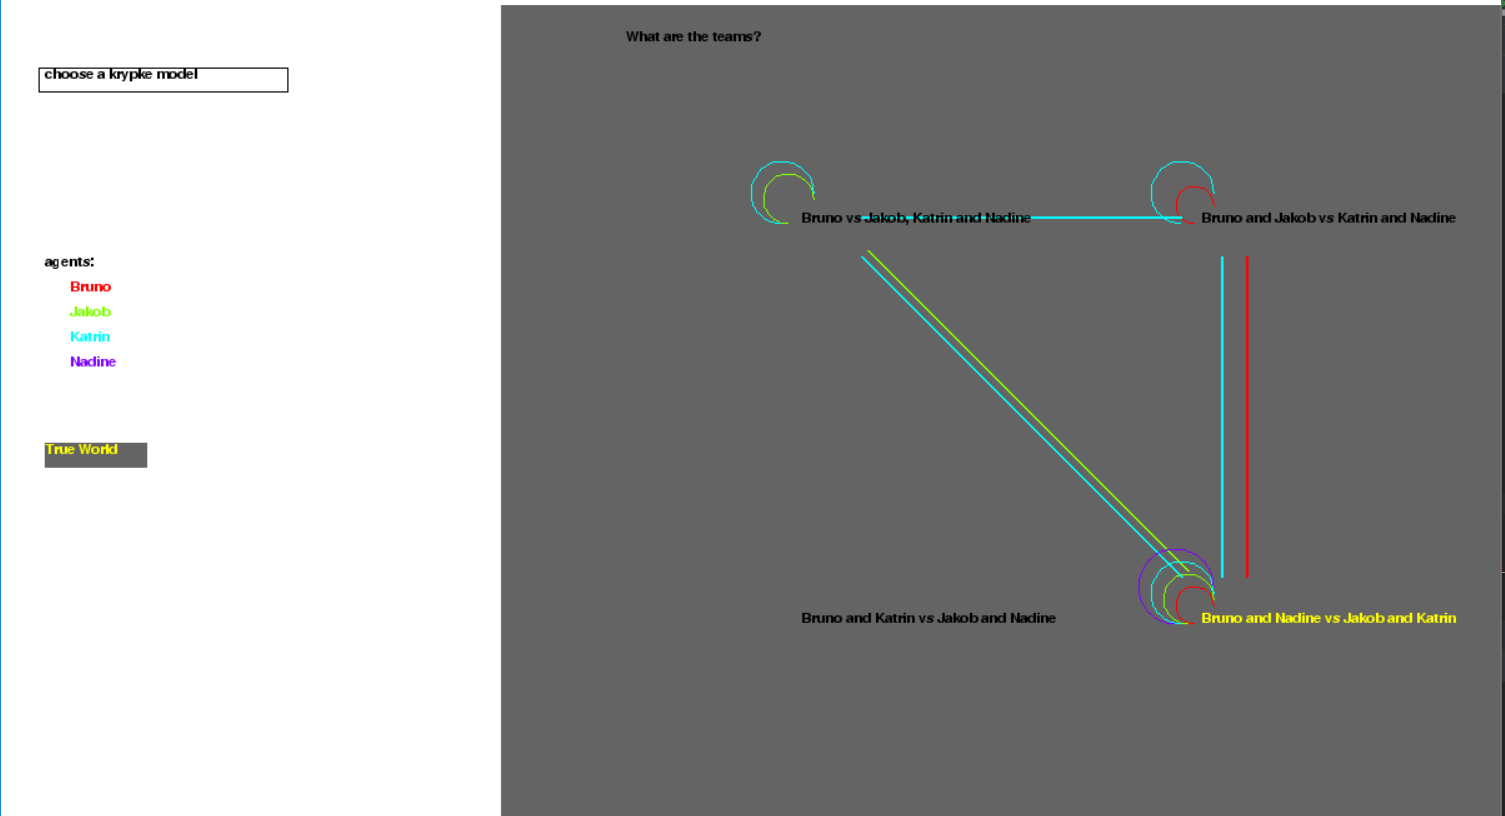 What are the teams?
choose a krypke model
Bruno vs Jakob, Katrin and Nadine
Bruno and Jakob vs Katrin and Nadine
agents:
Bruno
Jakob
Katrin
Nadine
True World
Bruno and Katrin vs Jakob and Nadine
Bruno and Nadine vs Jakob and Katrin